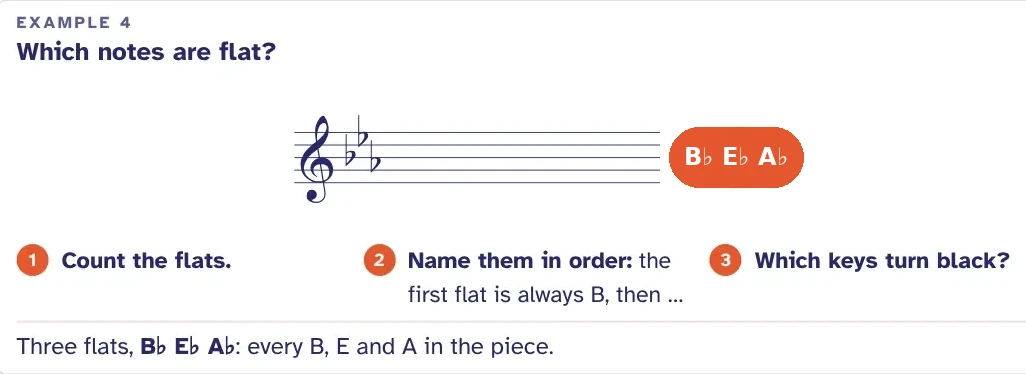 EXAMPLE 4
Which notes are flat?
B♭ E♭ A♭
1 Count the flats.
2 Name them in order: the
first flat is always B, then ...
3 Which keys turn black?
Three flats, B♭ E♭ A♭: every B, E and A in the piece.